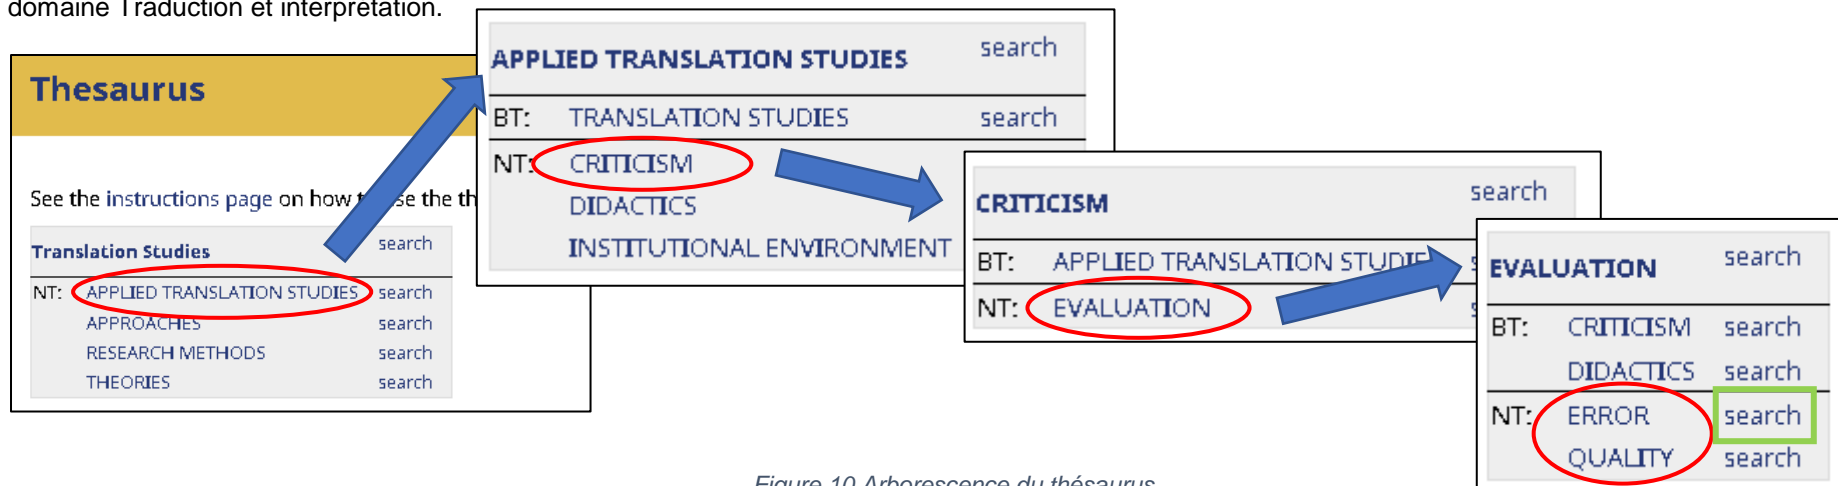 domaine Traduction et interprétation.
Thesaurus
See the instructions page on how to use the th
Translation Studies search
NT: APPLIED TRANSLATION STUDIES search
APPROACHES search
RESEARCH METHODS search
THEORIES search
APPLIED TRANSLATION STUDIES search
BT: TRANSLATION STUDIES search
NT: CRITICISM
DIDACTICS
INSTITUTIONAL ENVIRONMENT
CRITICISM search
BT: APPLIED TRANSLATION STUDIE s
NT: EVALUATION s
EVALUATION search
BT: CRITICISM search
DIDACTICS search
NT: ERROR search
QUALITY search
Figure 10 Arborescence du thésaurus